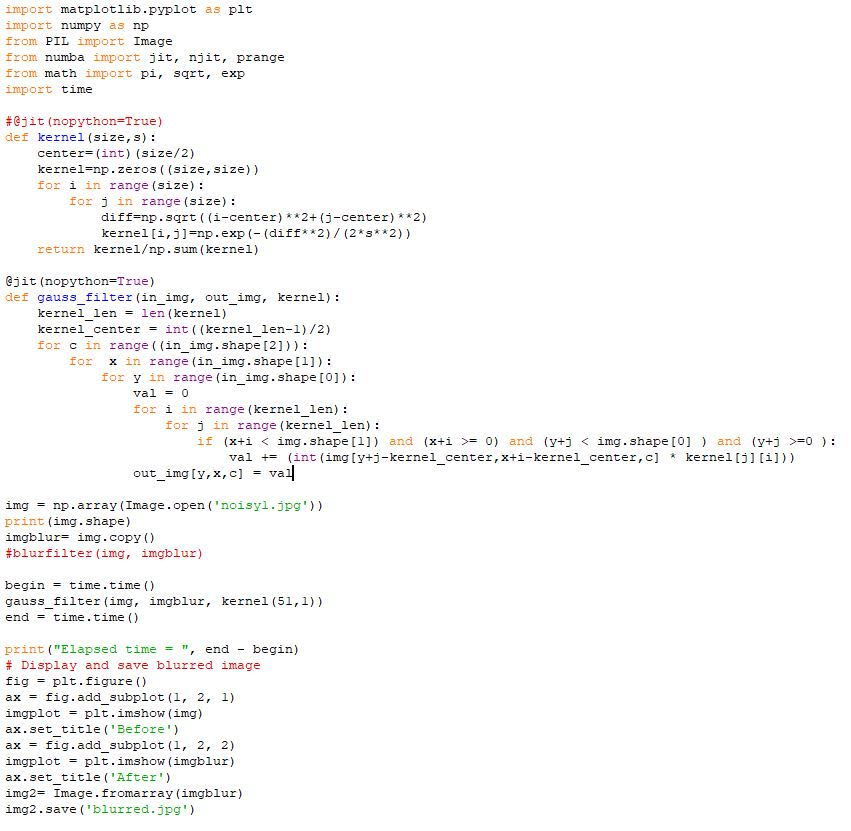 import matplotlib.pyplot as plt
import numpy as np
from PIL import Image
from numba import jit, njit, prange
from math import pi, sqrt, exp
import time

#@jit(nopython=True)
def kernel(size,s):
    center=(int)(size/2)
    kernel=np.zeros((size,size))
    for i in range(size):
        for j in range(size):
            diff=np.sqrt((i-center)**2+(j-center)**2)
            kernel[i,j]=np.exp(-(diff**2)/(2*s**2))
    return kernel/np.sum(kernel)

@jit(nopython=True)
def gauss_filter(in_img, out_img, kernel):
    kernel_len = len(kernel)
    kernel_center = int((kernel_len-1)/2)
    for c in range((in_img.shape[2])):
        for  x in range(in_img.shape[1]):
            for y in range(in_img.shape[0]):
                val = 0
                for i in range(kernel_len):
                    for j in range(kernel_len):
                        if (x+i < img.shape[1]) and (x+i >= 0) and (y+j < img.shape[0] ) and (y+j >=0 ):
                            val += (int(img[y+j-kernel_center,x+i-kernel_center,c] * kernel[j][i]))
                out_img[y,x,c] = val

img = np.array(Image.open('noisy1.jpg'))
print(img.shape)
imgblur= img.copy()
#blurfilter(img, imgblur)

begin = time.time()
gauss_filter(img, imgblur, kernel(51,1))
end = time.time()

print("Elapsed time = ", end - begin)
# Display and save blurred image
fig = plt.figure()
ax = fig.add_subplot(1, 2, 1)
imgplot = plt.imshow(img)
ax.set_title('Before')
ax = fig.add_subplot(1, 2, 2)
imgplot = plt.imshow(imgblur)
ax.set_title('After')
img2= Image.fromarray(imgblur)
img2.save('blurred.jpg')